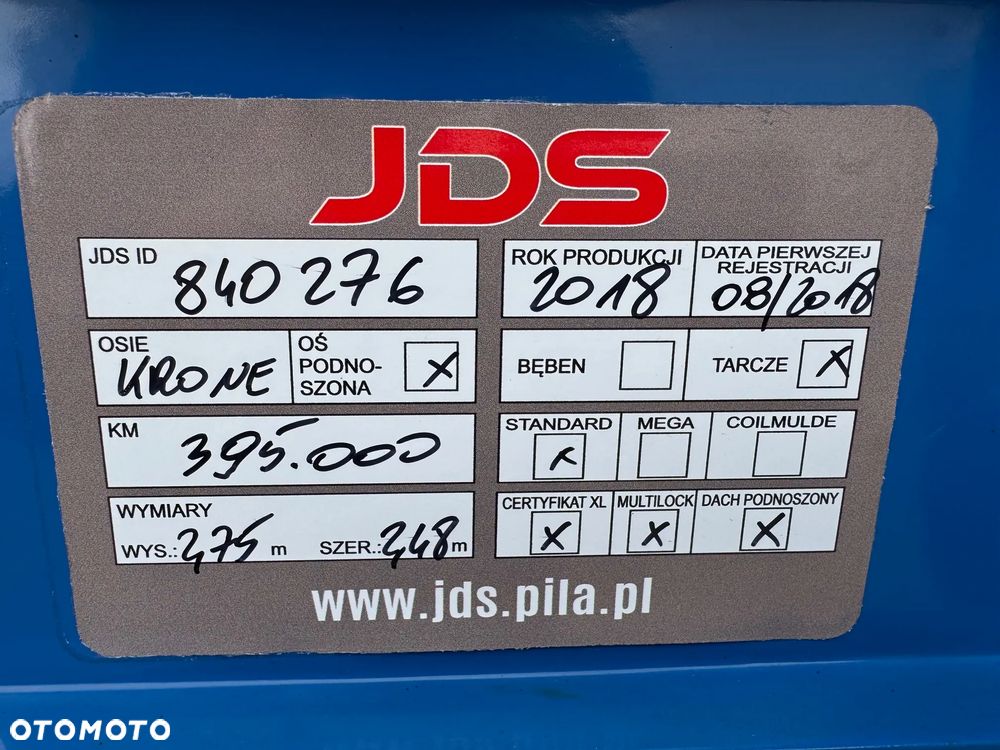 JDS
JDS ID 840276
ROK PRODUKCJI 2018
DATA PIERWSZEJ REJESTRACJI 08/2018
OSIE KRONE
OŚ PODNO-
SZONA X
BĘBEN
TARCZE X
KM 395.000
STANDARD X
MEGA
COILMULDE
WYMIARY
WYS.: 2,75 m SZER.: 2,48 m
CERTYFIKAT XL X
MULTILOCK X
DACH PODNOSZONY X
www.jds.pila.pl
OTOMOTO